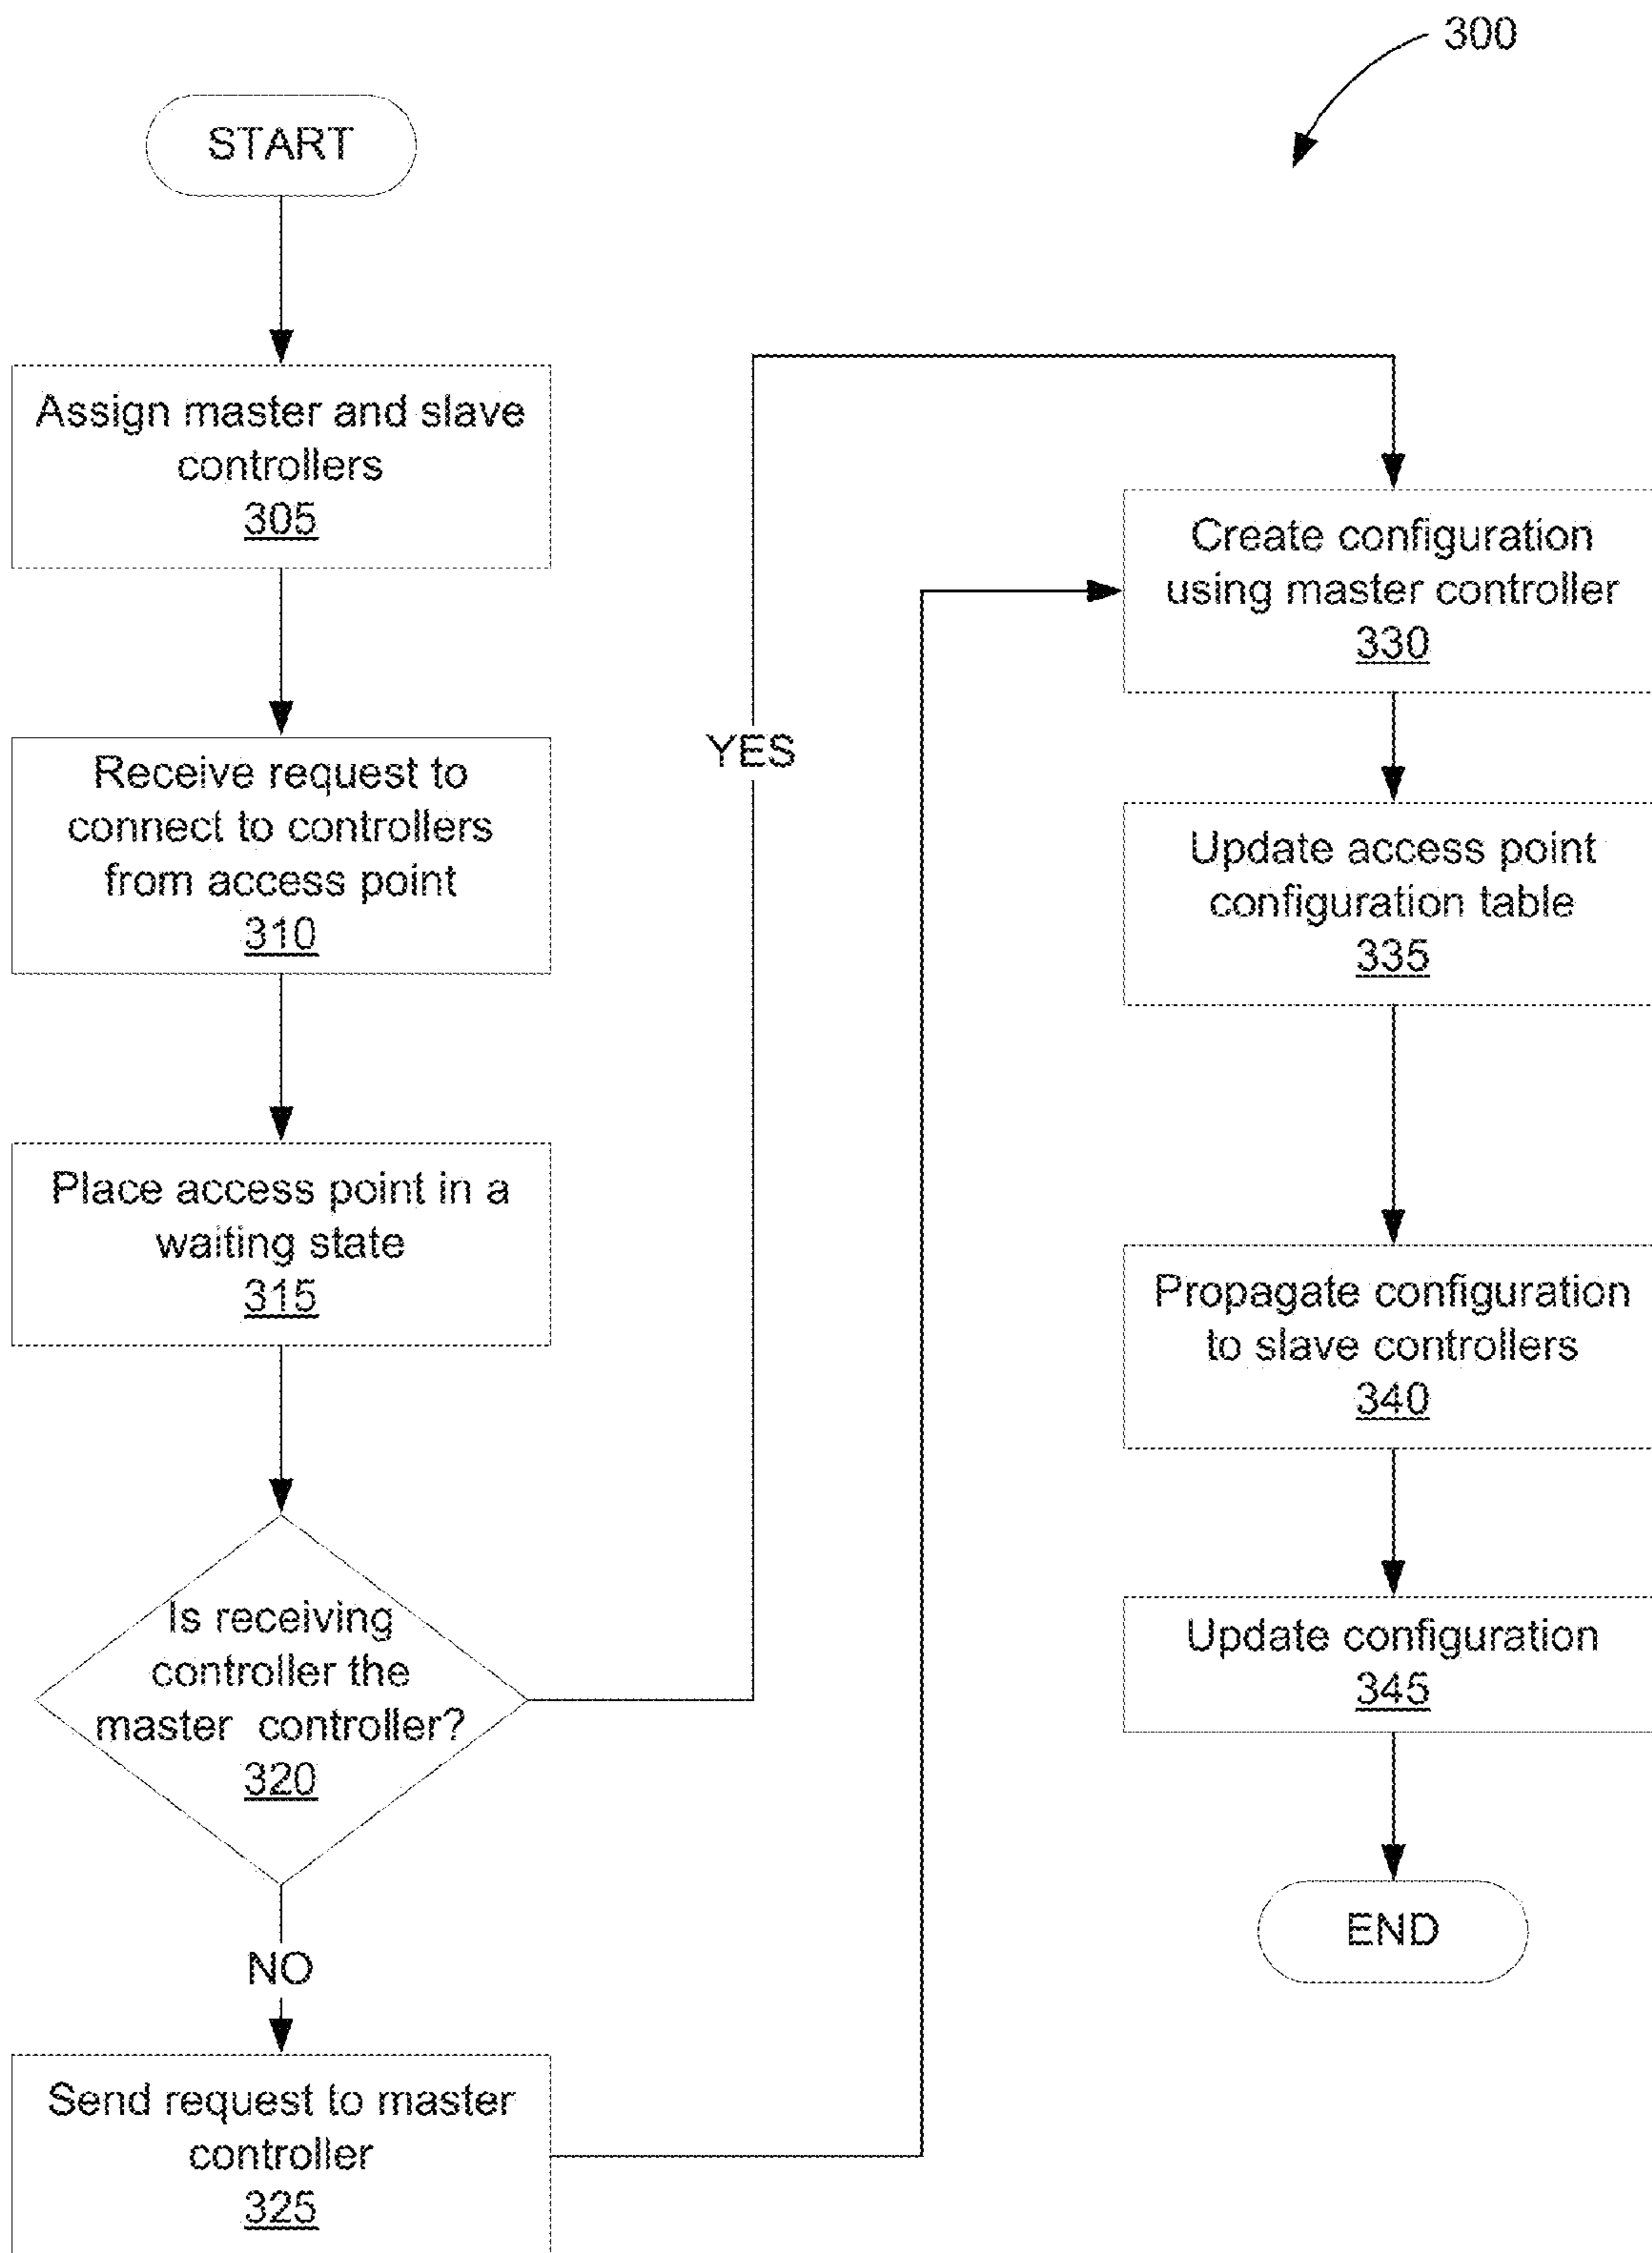 300
START
Assign master and slave
controllers
305
Receive request to
connect to controllers
from access point
310
Place access point in a
waiting state
315
Is receiving
controller the
master controller?
320
NO
Send request to master
controller
325
YES
Create configuration
using master controller
330
Update access point
configuration table
335
Propagate configuration
to slave controllers
340
Update configuration
345
END